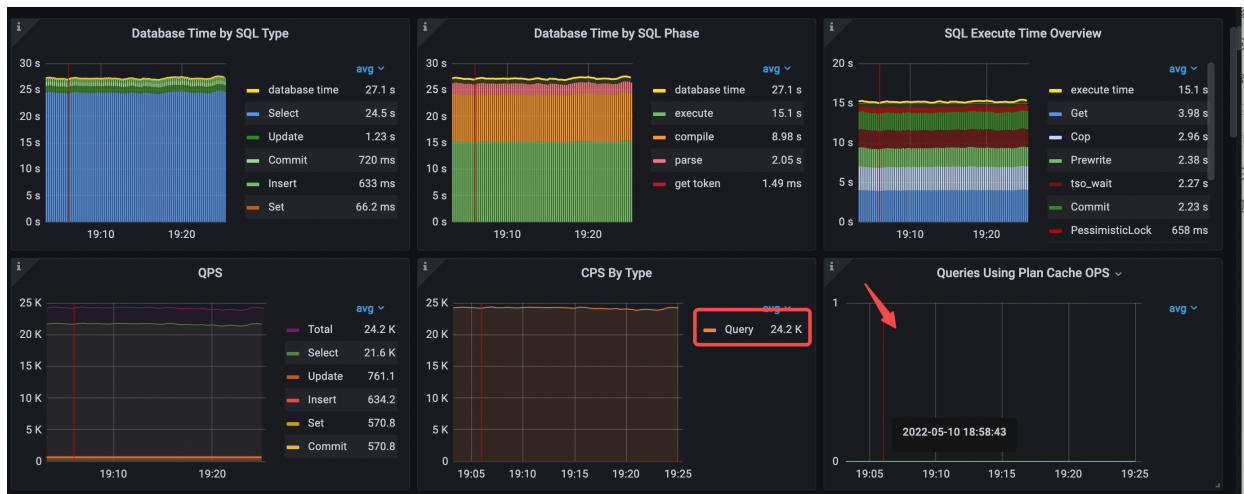 Database Time by SQL Type
30 s
25 s
20 s
15 s
10 s
5 s
0 s
19:10 19:20
avg
database time 27.1 s
Select 24.5 s
Update 1.23 s
Commit 720 ms
Insert 633 ms
Set 66.2 ms
Database Time by SQL Phase
30 s
25 s
20 s
15 s
10 s
5 s
0 s
19:10 19:20
avg
database time 27.1 s
execute 15.1 s
compile 8.98 s
parse 2.05 s
get token 1.49 ms
SQL Execute Time Overview
20 s
15 s
10 s
5 s
0 s
19:10 19:20
avg
execute time 15.1 s
Get 3.98 s
Cop 2.96 s
Prewrite 2.38 s
tso_wait 2.27 s
Commit 2.23 s
PessimisticLock 658 ms
QPS
25 K
20 K
15 K
10 K
5 K
0
19:10 19:20
avg
Total 24.2 K
Select 21.6 K
Update 761.1
Insert 634.2
Set 570.8
Commit 570.8
CPS By Type
25 K
20 K
15 K
10 K
5 K
0
19:05 19:10 19:15 19:20 19:25
avg
Query 24.2 K
Queries Using Plan Cache OPS
1
0
19:05 19:10 19:15 19:20 19:25
avg
2022-05-10 18:58:43